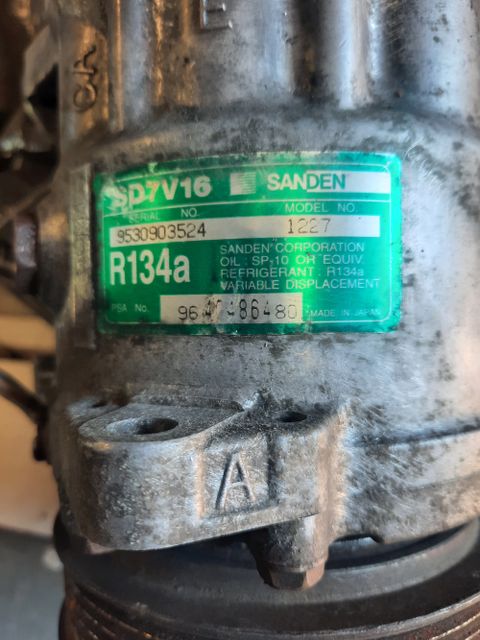 E
CA
SD7V16 SANDEN
SERIAL NO. MODEL NO.
9530903524 1227
R134a
SANDEN CORPORATION
OIL : SP-10 OR EQUIV.
REFRIGERANT : R134a
VARIABLE DISPLACEMENT
PSA No. MADE IN JAPAN
A